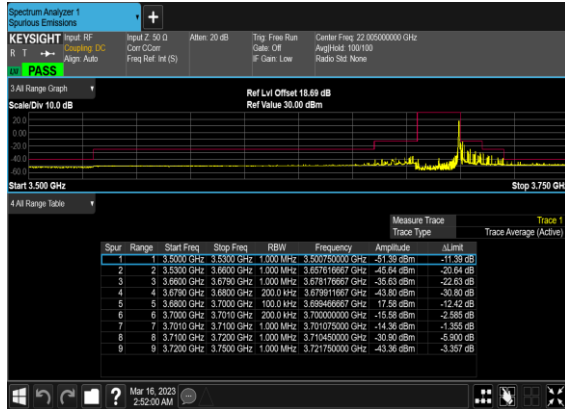 Spectrum Analyzer 1
Spurious Emissions
KEYSIGHT Input: RF Input Z: 50 Ω Atten: 20 dB Trig: Free Run Center Freq: 22.005000000 GHz
R T Coupling: DC Corr CCorr Gate: Off Avg|Hold: 100/100
Align: Auto Freq Ref: Int (S) IF Gain: Low Radio Std: None
PASS
3 All Range Graph Ref Lvl Offset 18.69 dB
Scale/Div 10.0 dB Ref Value 30.00 dBm
20.0
0.00
-20.0
-40.0
-60.0
Start 3.500 GHz Stop 3.750 GH
4 All Range Table
Measure Trace Trace 1
Trace Type Trace Average (Active)
Spur Range Start Freq Stop Freq RBW Frequency Amplitude ΔLimit
1 1 3.5000 GHz 3.5300 GHz 1.000 MHz 3.500750000 GHz -51.39 dBm -11.39 dB
2 2 3.5300 GHz 3.6600 GHz 1.000 MHz 3.657616667 GHz -45.64 dBm -20.64 dB
3 3 3.6600 GHz 3.6790 GHz 1.000 MHz 3.678176667 GHz -35.63 dBm -22.63 dB
4 4 3.6790 GHz 3.6800 GHz 200.0 kHz 3.679911667 GHz -43.80 dBm -30.80 dB
5 5 3.6800 GHz 3.7000 GHz 100.0 kHz 3.699466667 GHz 17.58 dBm -12.42 dB
6 6 3.7000 GHz 3.7010 GHz 200.0 kHz 3.700000000 GHz -15.58 dBm -2.585 dB
7 7 3.7010 GHz 3.7100 GHz 1.000 MHz 3.701075000 GHz -14.36 dBm -1.355 dB
8 8 3.7100 GHz 3.7200 GHz 1.000 MHz 3.710450000 GHz -30.90 dBm -5.900 dB
9 9 3.7200 GHz 3.7500 GHz 1.000 MHz 3.721750000 GHz -43.36 dBm -3.357 dB
? Mar 16, 2023
2:52:00 AM